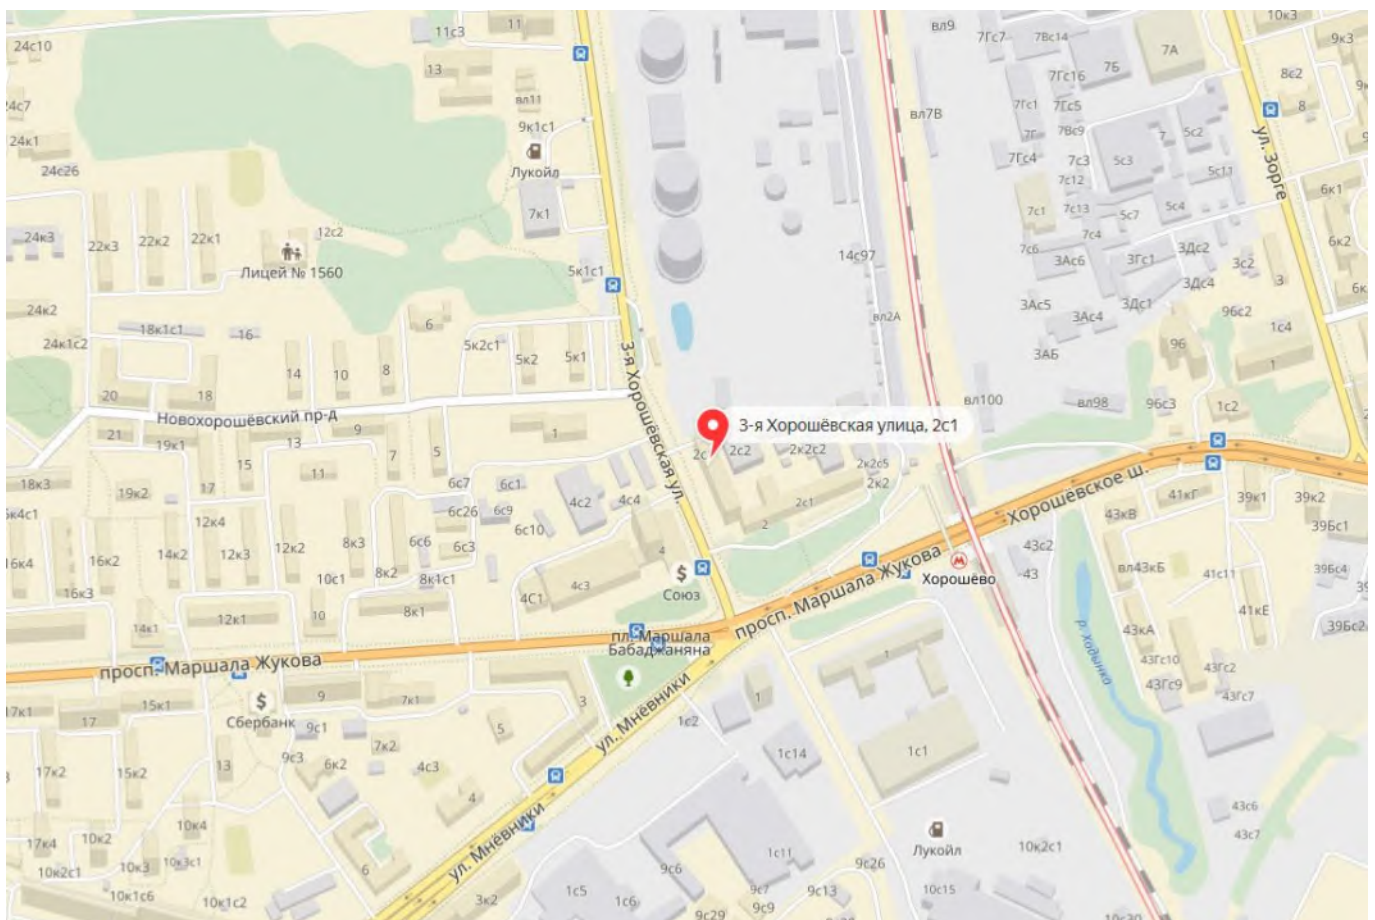 24с10
11с3
11
13
вл11
9к1с1
Лукойл
7к1
24с7
24к1
24с26
24к3
22к3
22к2
22к1
12с2
Лицей № 1560
5к1с1
24к2
24к1с2
18к1с1
16
6
5к2с1
5к2
5к1
14
10
8
20
18
Новохорошёвский пр-д
3-я Хорошёвская ул.
вл9
7Гс7
7Вс14
7Б
7А
7Гс16
7Гс1
7Гс5
7Г
7Вс9
вл7В
7Гс4
7с3
7с12
5с3
7
5с2
5с11
7с1
7с13
5с7
5с4
7с6
7с4
3Ас6
3Гс1
3Дс2
3Дс4
3Дс1
3с2
3
3Ас5
3Ас4
3АБ
96
96с2
1с4
1
14с97
вл2А
10к3
9к3
8с2
8
ул. Зорге
6к1
6к2
вл100
вл98
96с3
1с2
3-я Хорошёвская улица, 2с1
2с2
2к2с2
2к2с5
2к2
2с1
2
21
19к1
13
9
7
5
1
15
11
17
18к3
19к2
6с7
6с1
6с26
6с9
6с10
4с2
4с4
12к4
16к4
16к2
14к2
12к3
12к2
8к3
6с6
6с3
4
16к3
10с1
8к2
8к1с1
4С1
4с3
$
Союз
14к1
12к1
10
8к1
просп. Маршала Жукова
пл. Маршала
Бабаджаняна
просп. Маршала Жукова
Хорошёвское ш.
Хорошёво
43с2
43
43кВ
41кГ
39к1
39к2
39Бс1
вл43кБ
41с11
39Бс4
41кЕ
39Бс2
43кА
р. Ходынка
43Гс10
43Гс9
43Гс2
43Гс7
17к1
17
15к1
$
Сбербанк
9
7к1
9с1
7к2
5
3
ул. Мнёвники
1
1с2
1
1с1
1с14
17к2
15к2
13
9с3
6к2
4с3
4
17к4
10к2
10к4
10к2с1
10к3
10к3с1
10к1с6
10к1с2
6
ул. Мнёвники
3к2
1с5
1с6
9с6
1с11
9с7
9с9
9с13
9с26
9с29
Лукойл
10с15
10к2с1
10с30
43с6
43с7